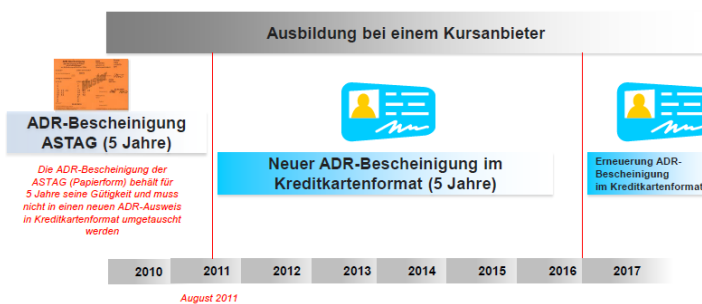 Ausbildung bei einem Kursanbieter
ADR-Bescheinigung
ASTAG (5 Jahre)
Die ADR-Bescheinigung der
ASTAG (Papierform) behält für
5 Jahre seine Gütigkeit und muss
nicht in einen neuen ADR-Ausweis
in Kreditkartenformat umgetauscht
werden
Neuer ADR-Bescheinigung im
Kreditkartenformat (5 Jahre)
Erneuerung ADR-
Bescheinigung
im Kreditkartenformat
2010 2011 2012 2013 2014 2015 2016 2017
August 2011